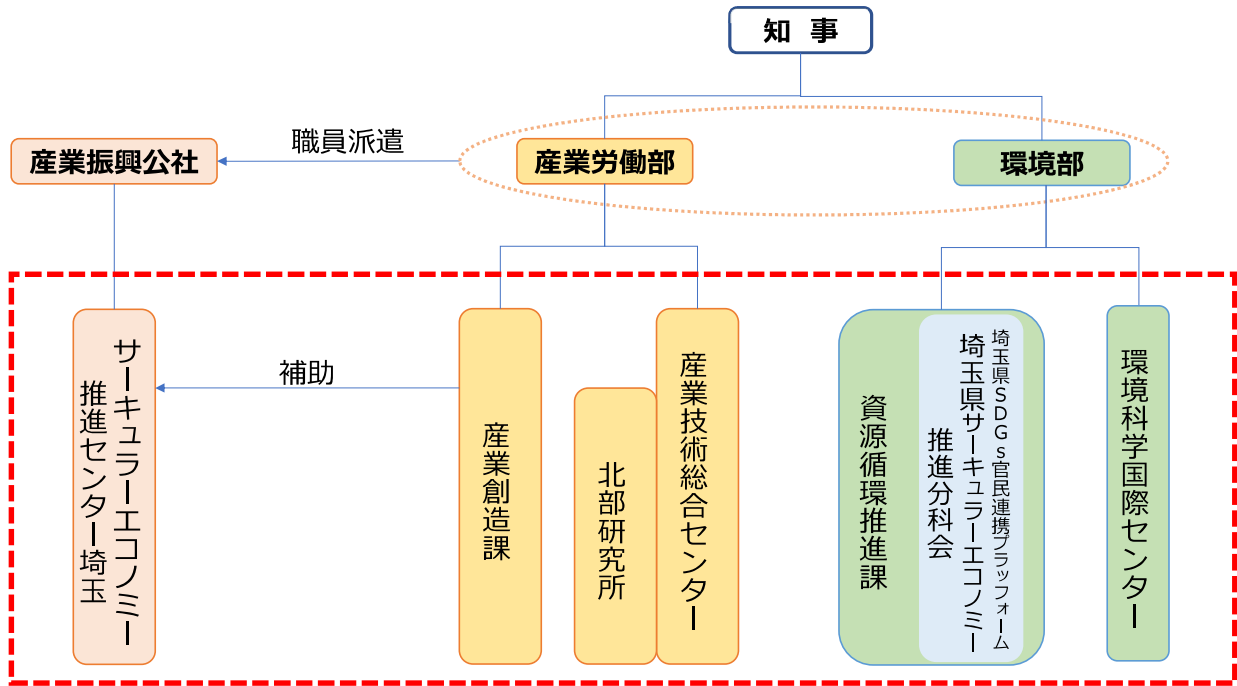 知　事
産業振興公社
職員派遣
産業労働部
環境部
サーキュラーエコノミー
推進センター埼玉
補助
産業創造課
北部研究所
産業技術総合センター
資源循環推進課
埼玉県SDGs官民連携プラッフォーム
埼玉県サーキュラーエコノミー
推進分科会
環境科学国際センター